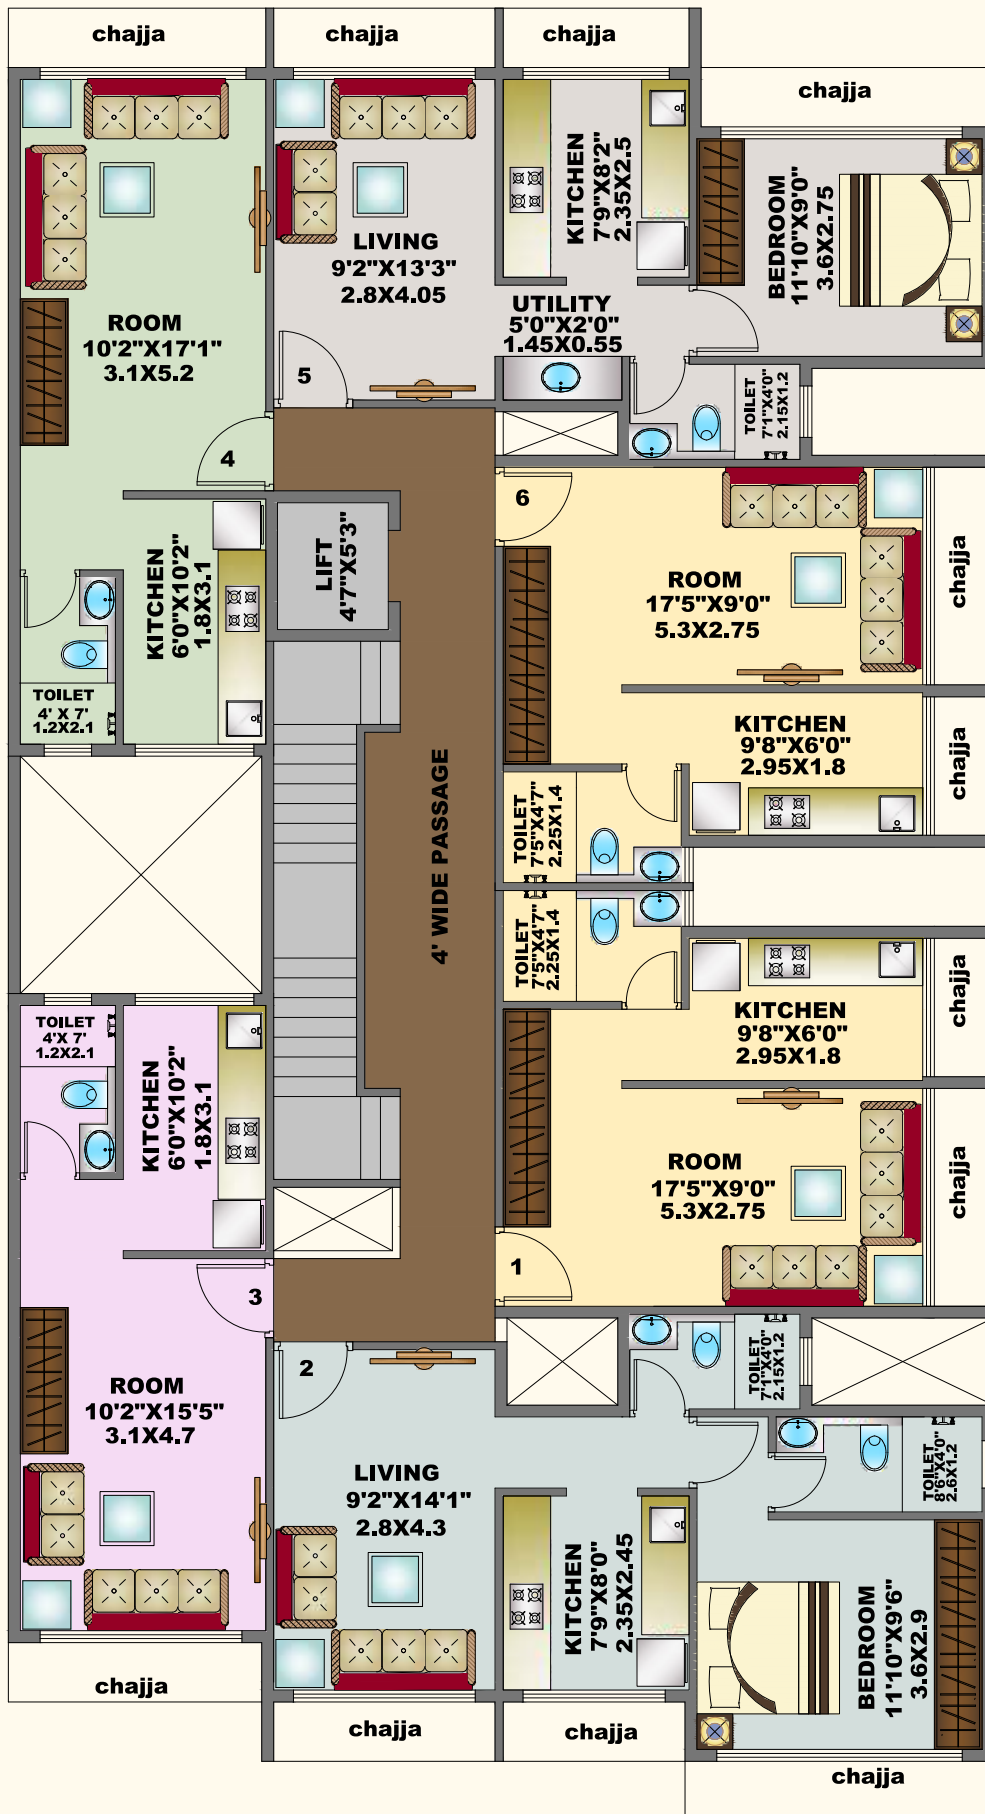 chajja
chajja
chajja
chajja
ROOM
10'2"X17'1"
3.1X5.2
LIVING
9'2"X13'3"
2.8X4.05
KITCHEN
7'9"X8'2"
2.35X2.5
BEDROOM
11'10"X9'0"
3.6X2.75
UTILITY
5'0"X2'0"
1.45X0.55
5
4
TOILET
7'1"X4'0"
2.15X1.2
6
KITCHEN
6'0"X10'2"
1.8X3.1
LIFT
4'7"X5'3"
ROOM
17'5"X9'0"
5.3X2.75
chajja
TOILET
4' X 7'
1.2X2.1
KITCHEN
9'8"X6'0"
2.95X1.8
chajja
4' WIDE PASSAGE
TOILET
7'5"X4'7"
2.25X1.4
TOILET
7'5"X4'7"
2.25X1.4
TOILET
4'X 7'
1.2X2.1
KITCHEN
9'8"X6'0"
2.95X1.8
chajja
KITCHEN
6'0"X10'2"
1.8X3.1
ROOM
17'5"X9'0"
5.3X2.75
chajja
1
3
2
TOILET
7'1"X4'0"
2.15X1.2
ROOM
10'2"X15'5"
3.1X4.7
LIVING
9'2"X14'1"
2.8X4.3
TOILET
8'6"X4'0"
2.6X1.2
KITCHEN
7'9"X8'0"
2.35X2.45
BEDROOM
11'10"X9'6"
3.6X2.9
chajja
chajja
chajja
chajja